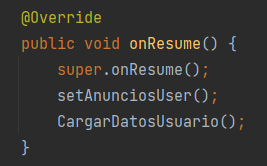 @Override
public void onResume() {
    super.onResume();
    setAnunciosUser();
    CargarDatosUsuario();
}